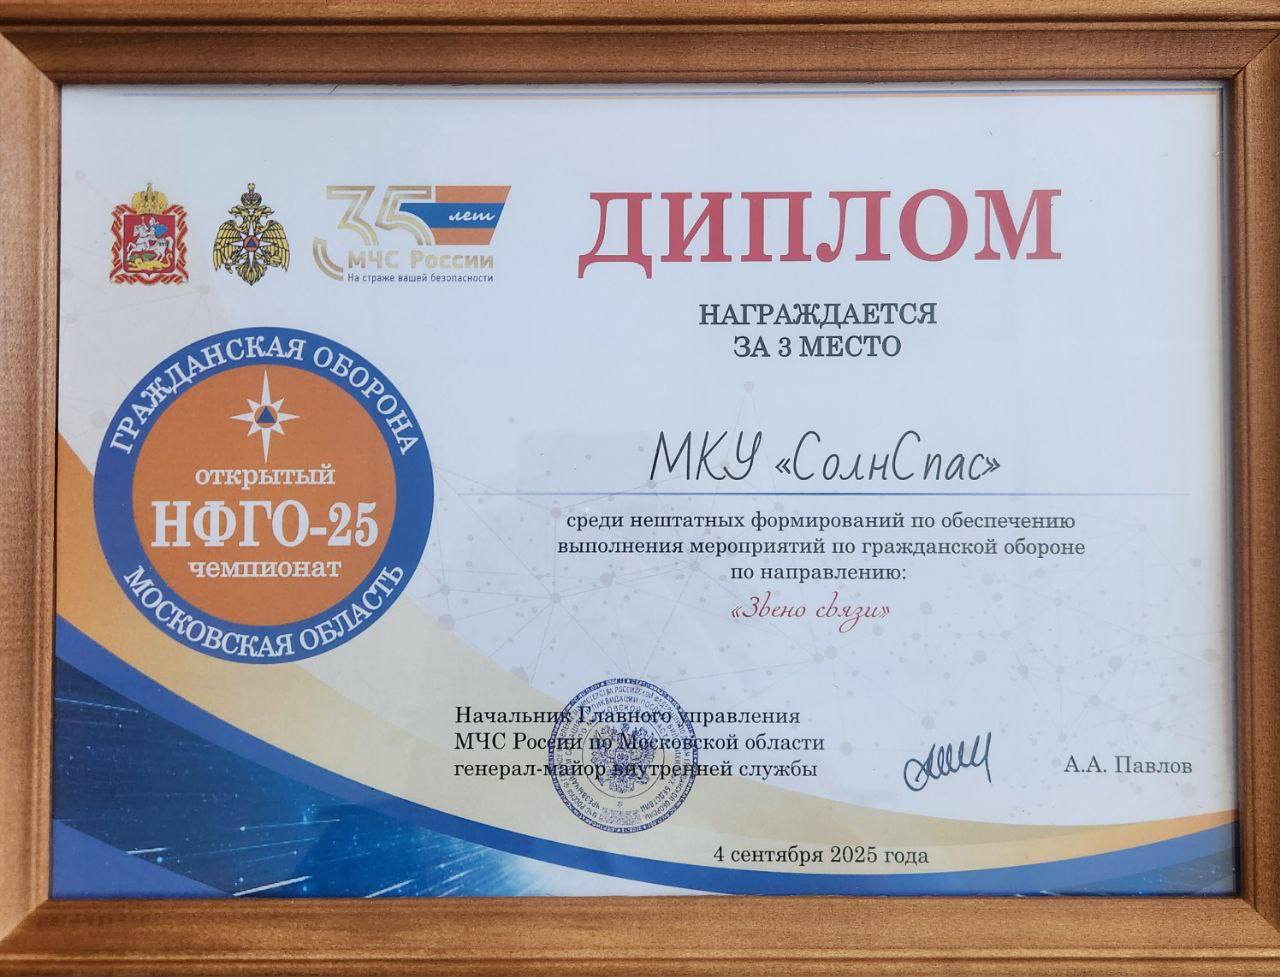 35 лет
МЧС России
На страже вашей безопасности
ДИПЛОМ
НАГРАЖДАЕТСЯ
ЗА 3 МЕСТО
ГРАЖДАНСКАЯ ОБОРОНА
открытый
НФГО-25
чемпионат
МОСКОВСКАЯ ОБЛАСТЬ
МКУ «СолнСпас»
среди нештатных формирований по обеспечению
выполнения мероприятий по гражданской обороне
по направлению:
«Звено связи»
Начальник Главного управления
МЧС России по Московской области
генерал-майор внутренней службы
А.А. Павлов
4 сентября 2025 года